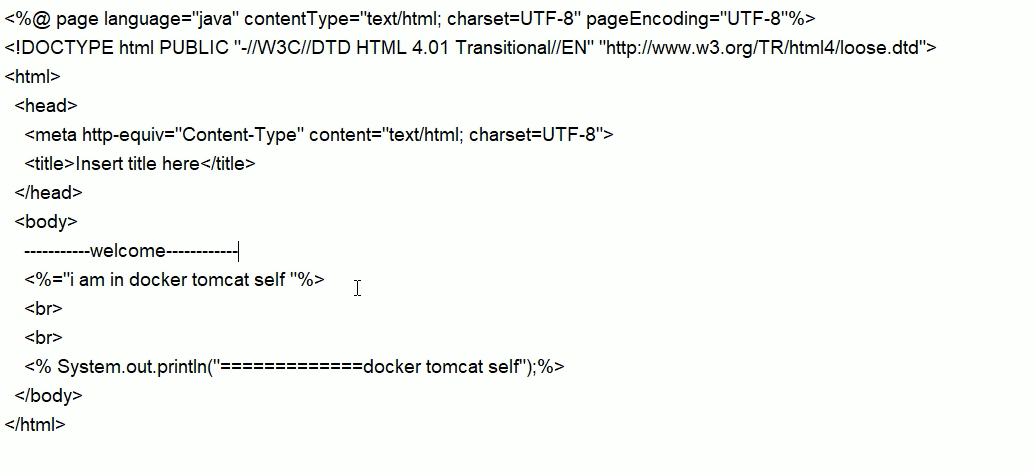 <%@ page language="java" contentType="text/html; charset=UTF-8" pageEncoding="UTF-8"%>
<!DOCTYPE html PUBLIC "-//W3C//DTD HTML 4.01 Transitional//EN" "http://www.w3.org/TR/html4/loose.dtd">
<html>
  <head>
    <meta http-equiv="Content-Type" content="text/html; charset=UTF-8">
    <title>Insert title here</title>
  </head>
  <body>
    -----------welcome------------
    <%="i am in docker tomcat self "%>
    <br>
    <br>
    <% System.out.println("=============docker tomcat self");%>
  </body>
</html>